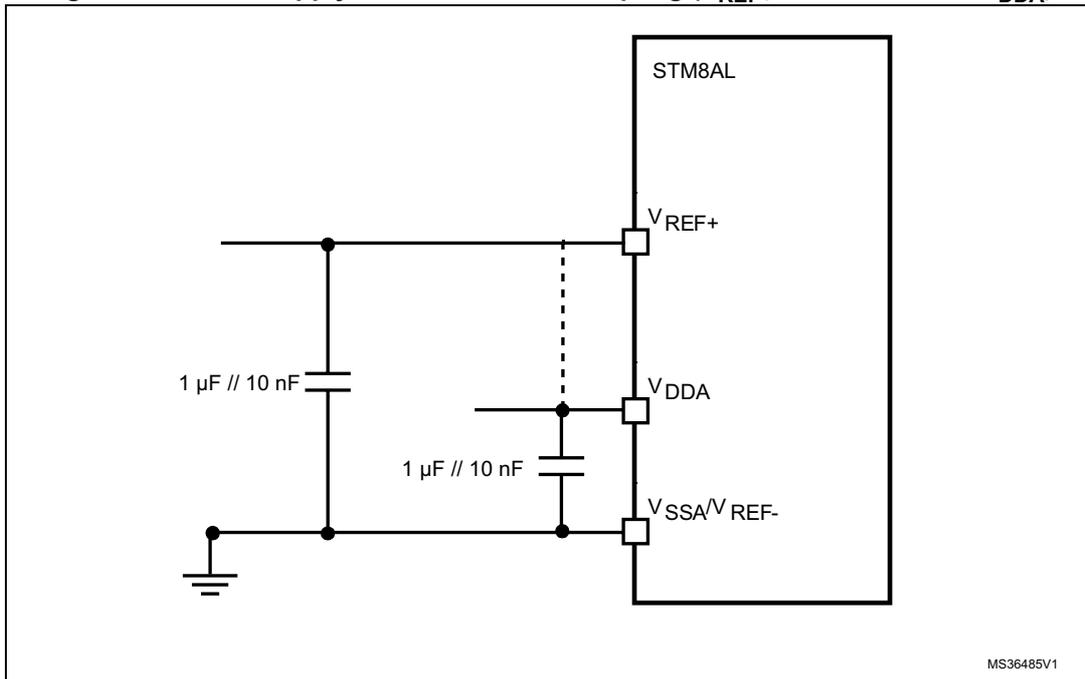 STM8AL
VREF+
1 µF // 10 nF
VDDA
1 µF // 10 nF
VSSA/VREF-
MS36485V1